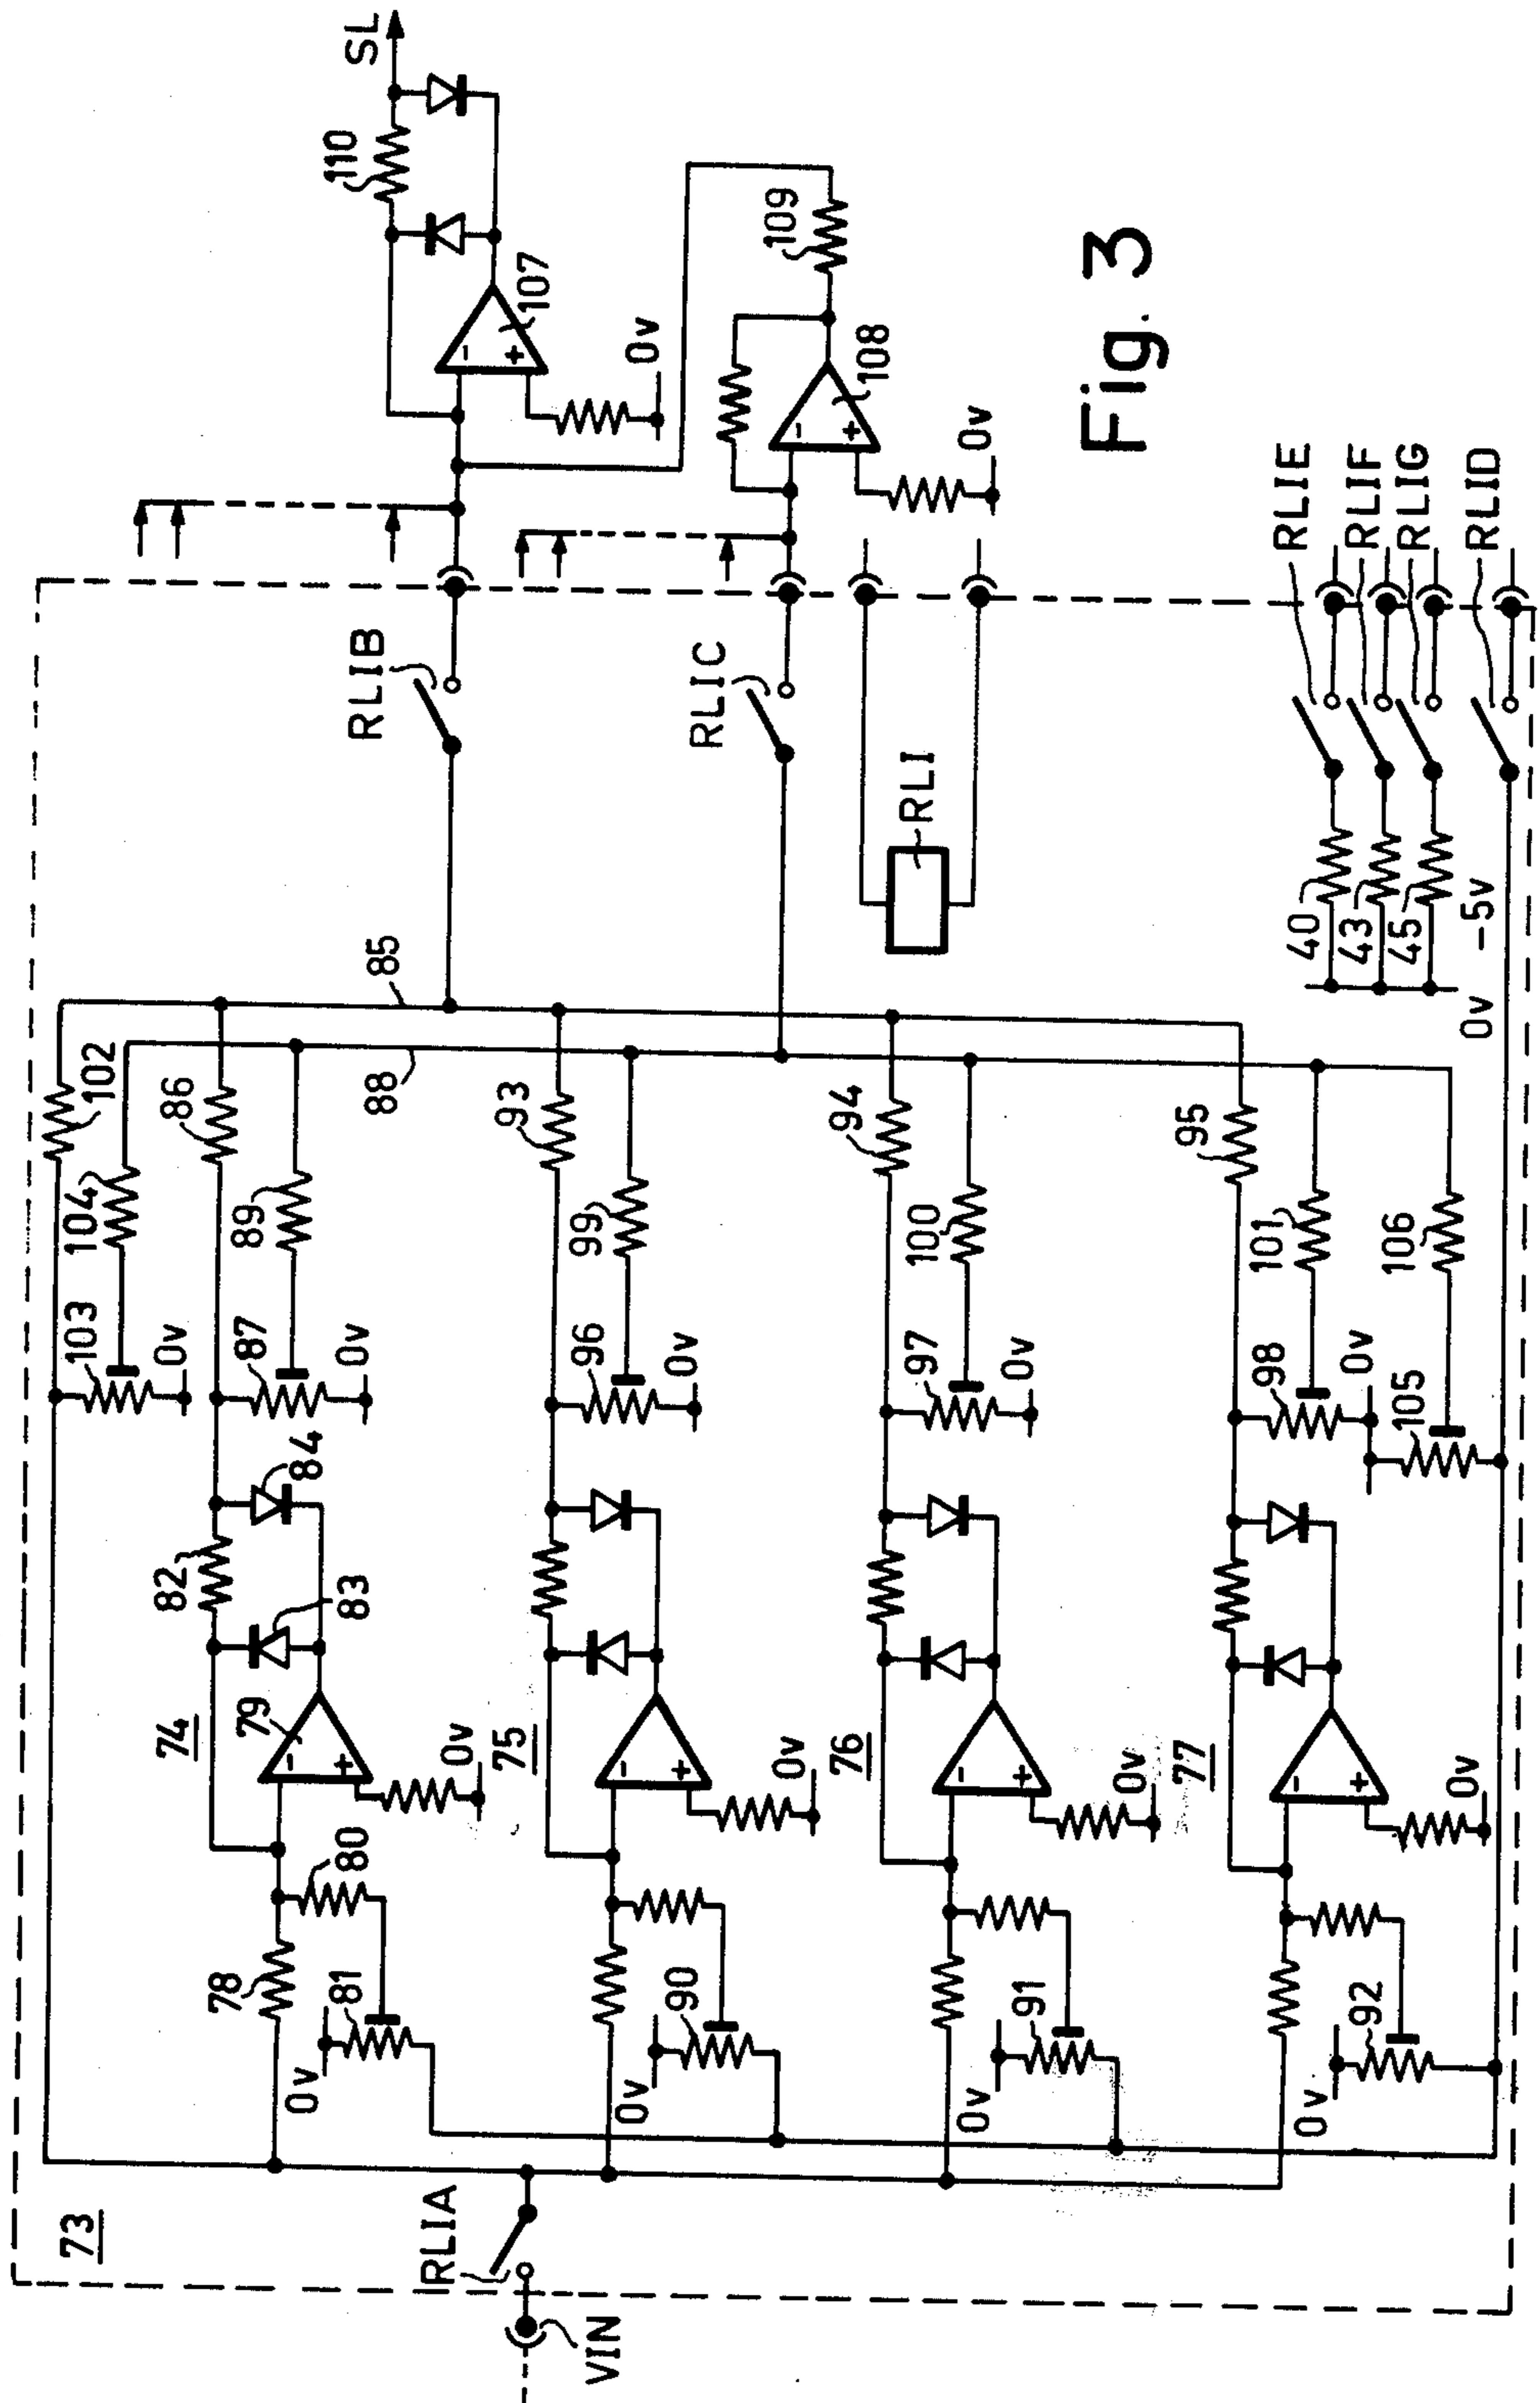 73
RLIA
VIN
74
75
76
77
78
79
80
81
0v
82
83
84
0v
103
0v
102
104
86
87
0v
89
88
85
90
0v
0v
96
0v
93
99
91
0v
0v
97
0v
94
100
92
0v
0v
98
0v
95
101
105
106
RLIB
RLIC
RLI
107
0v
110
SL
108
0v
109
40
43
45
0v
-5v
RLIE
RLIF
RLIG
RLID
-
+
-
+
-
+
-
+
-
+
-
+
Fig. 3